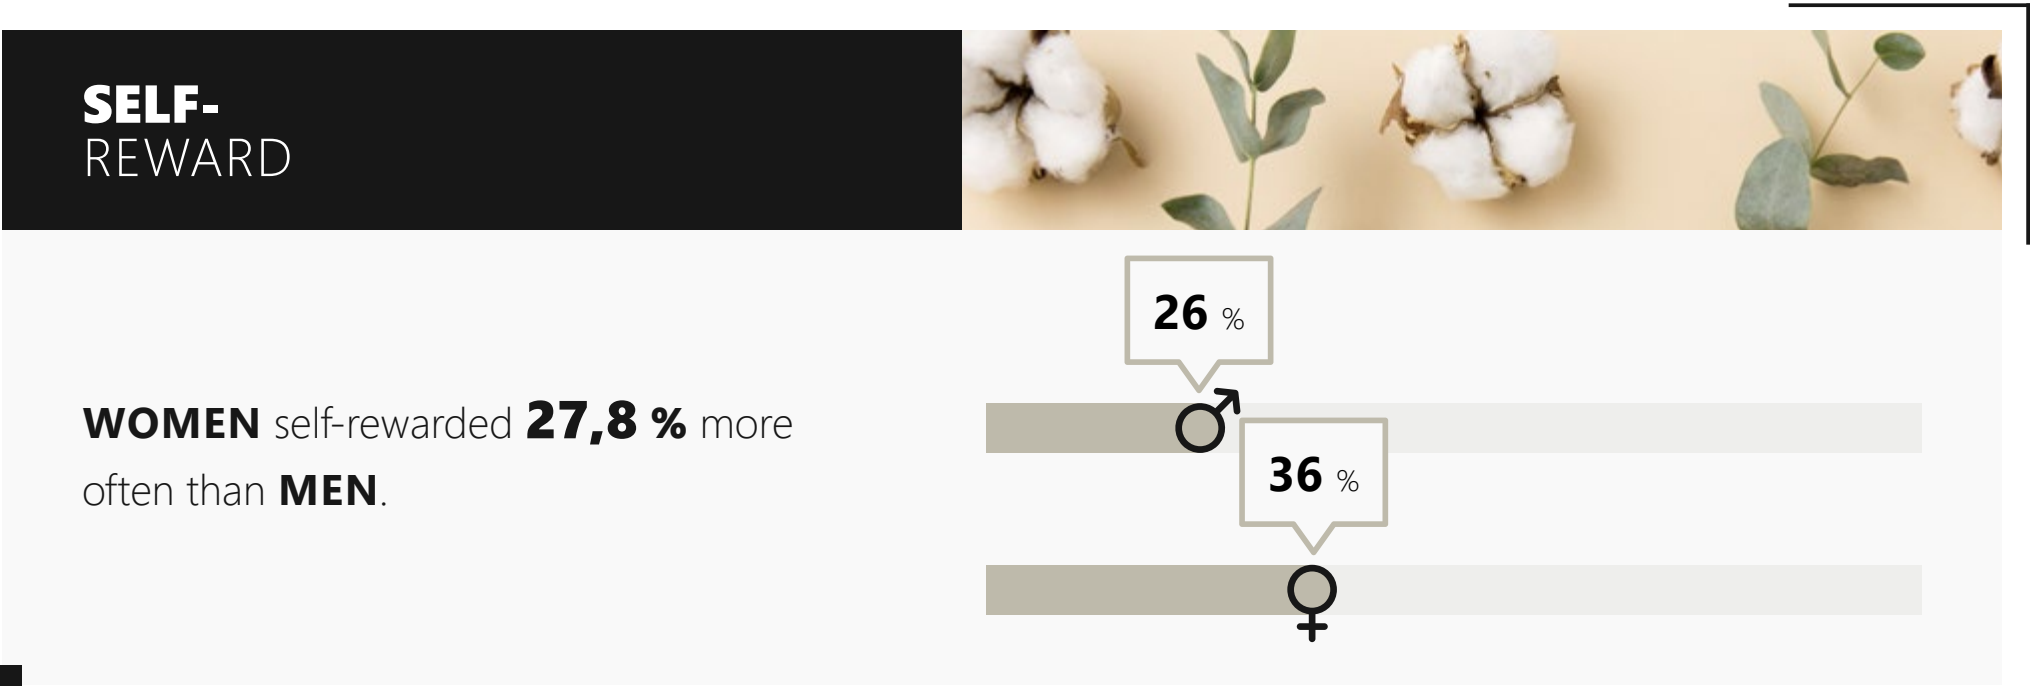 SELF-
REWARD
WOMEN self-rewarded 27,8 % more
often than MEN.
26 %
36 %